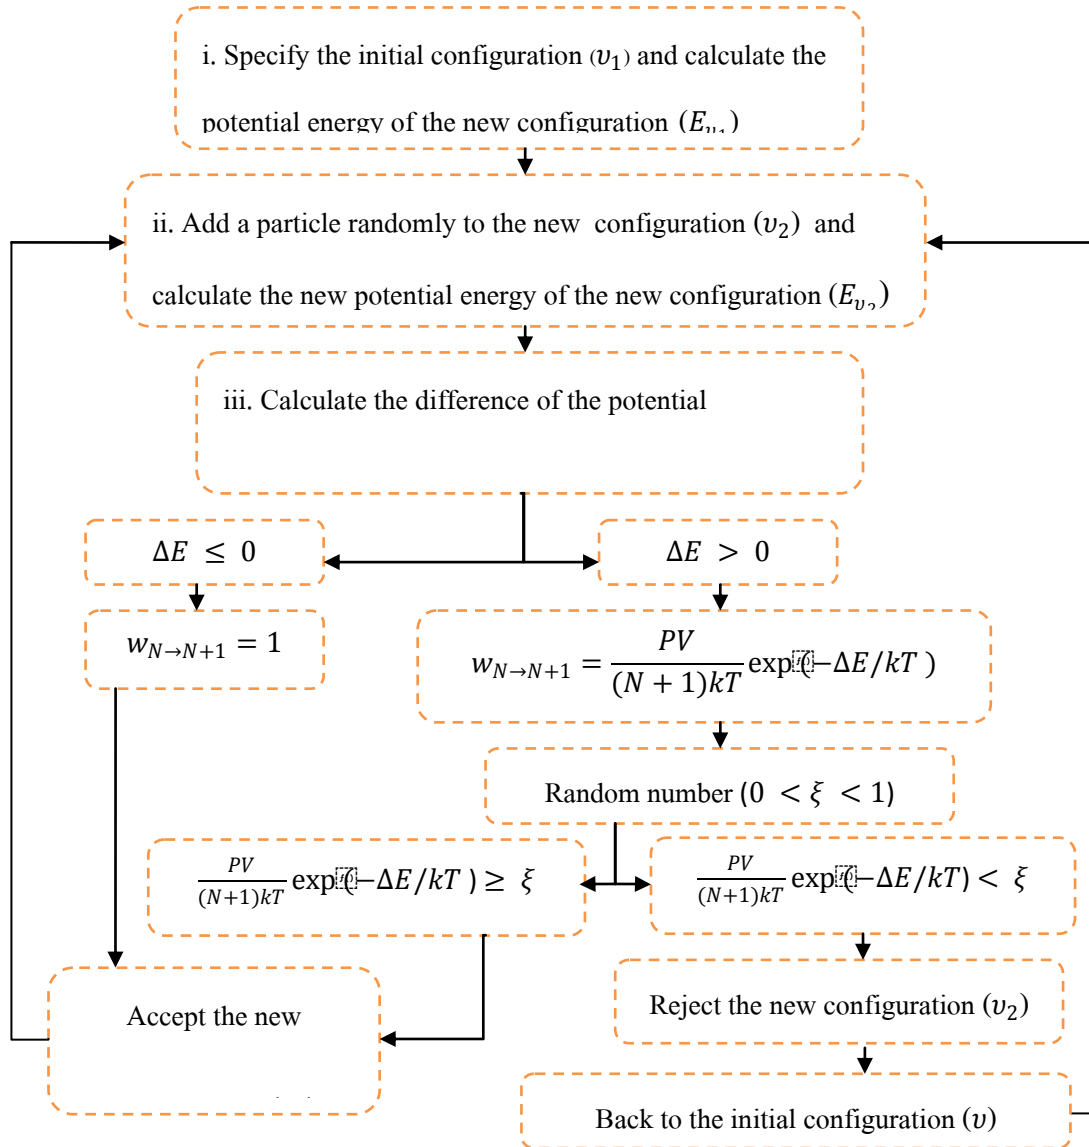 i. Specify the initial configuration (υ₁) and calculate the
potential energy of the new configuration (E_υ₁)
ii. Add a particle randomly to the new configuration (υ₂) and
calculate the new potential energy of the new configuration (E_υ₂)
iii. Calculate the difference of the potential
ΔE ≤ 0
ΔE > 0
w_{N→N+1} = 1
w_{N→N+1} = PV/((N + 1)kT) exp(−ΔE/kT )
Random number (0 < ξ < 1)
PV/((N+1)kT) exp(−ΔE/kT ) ≥ ξ
PV/((N+1)kT) exp(−ΔE/kT) < ξ
Accept the new
Reject the new configuration (υ₂)
Back to the initial configuration (υ)